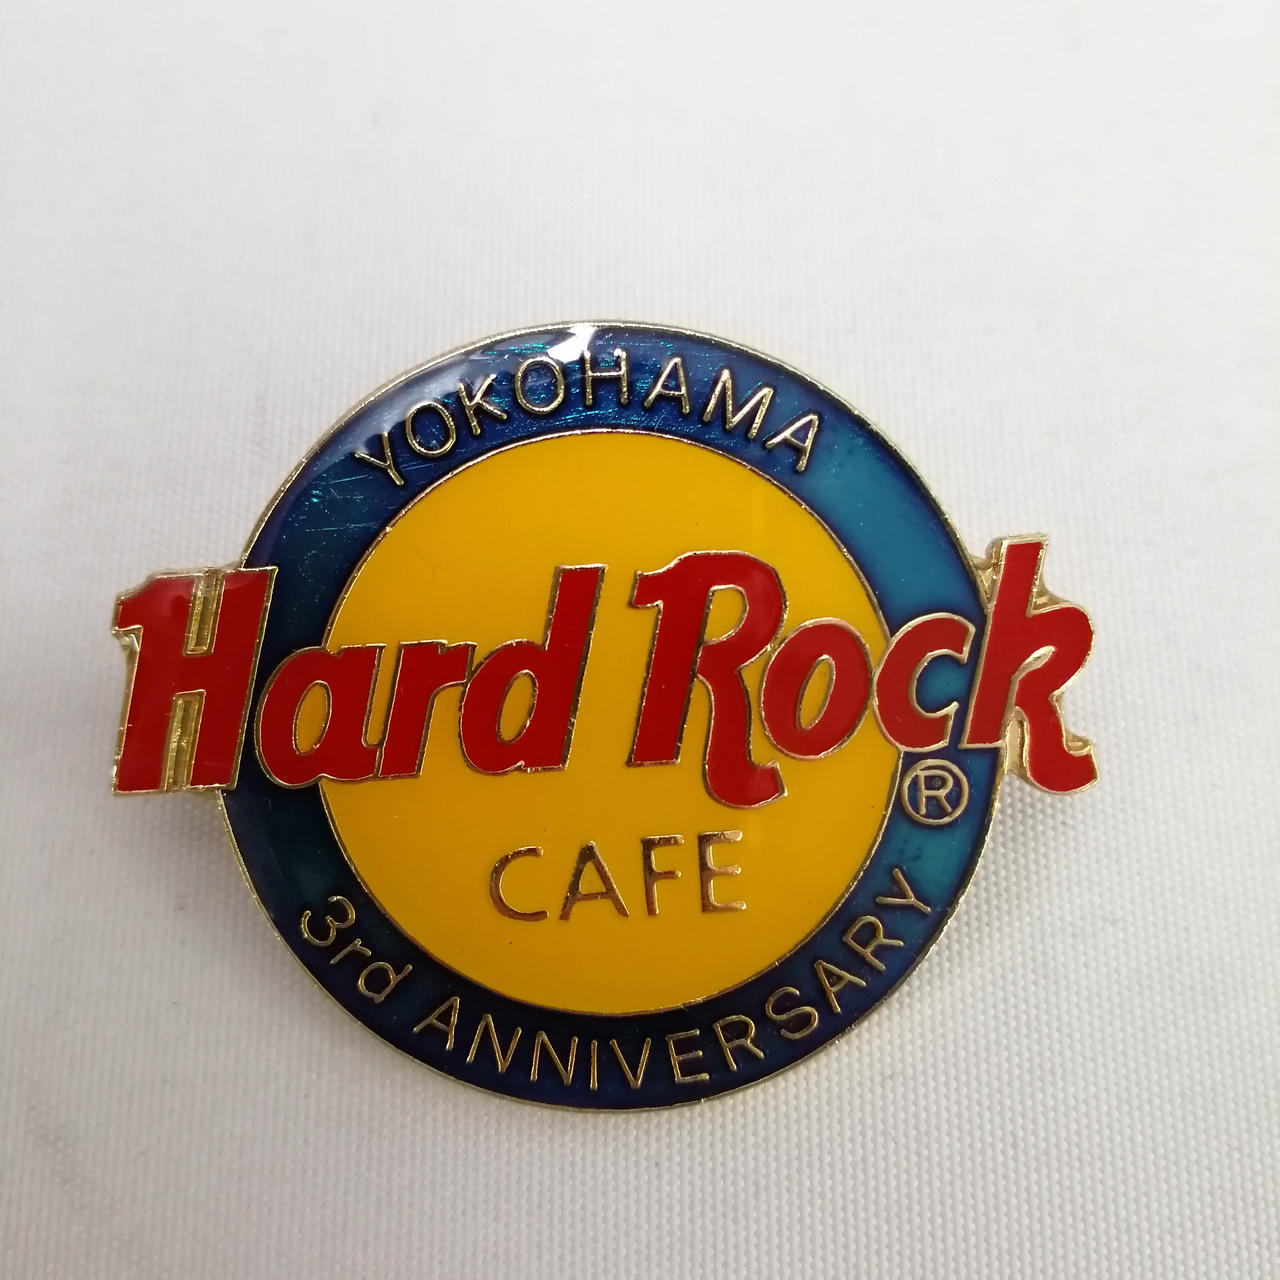 YOKOHAMA
Hard Rock
®
CAFE
3rd ANNIVERSARY